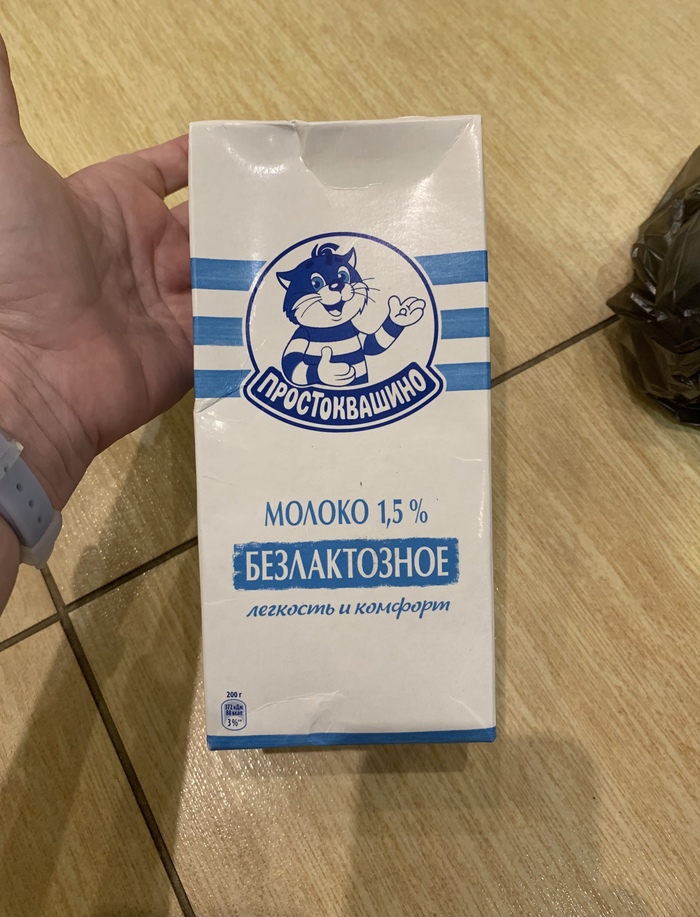 ПРОСТОКВАШИНО
МОЛОКО 1,5 %
БЕЗЛАКТОЗНОЕ
легкость и комфорт
200 г
3%**